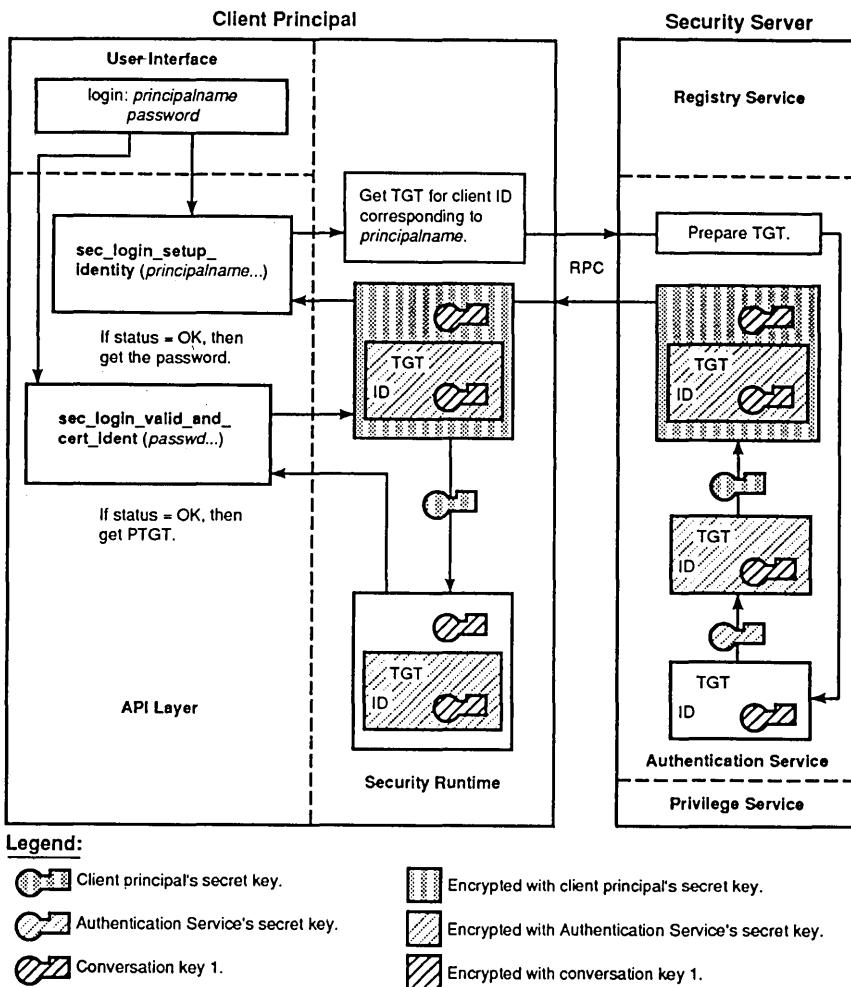 Client Principal
Security Server
User Interface
login: principalname
password
Registry Service
Get TGT for client ID
corresponding to
principalname.
Prepare TGT.
sec_login_setup_
identity (principalname...)
RPC
If status = OK, then
get the password.
TGT
ID
TGT
ID
sec_login_valid_and_
cert_ident (passwd...)
If status = OK, then
get PTGT.
TGT
ID
TGT
ID
TGT
ID
API Layer
Security Runtime
Authentication Service
Privilege Service
Legend:
Client principal's secret key.
Encrypted with client principal's secret key.
Authentication Service's secret key.
Encrypted with Authentication Service's secret key.
Conversation key 1.
Encrypted with conversation key 1.